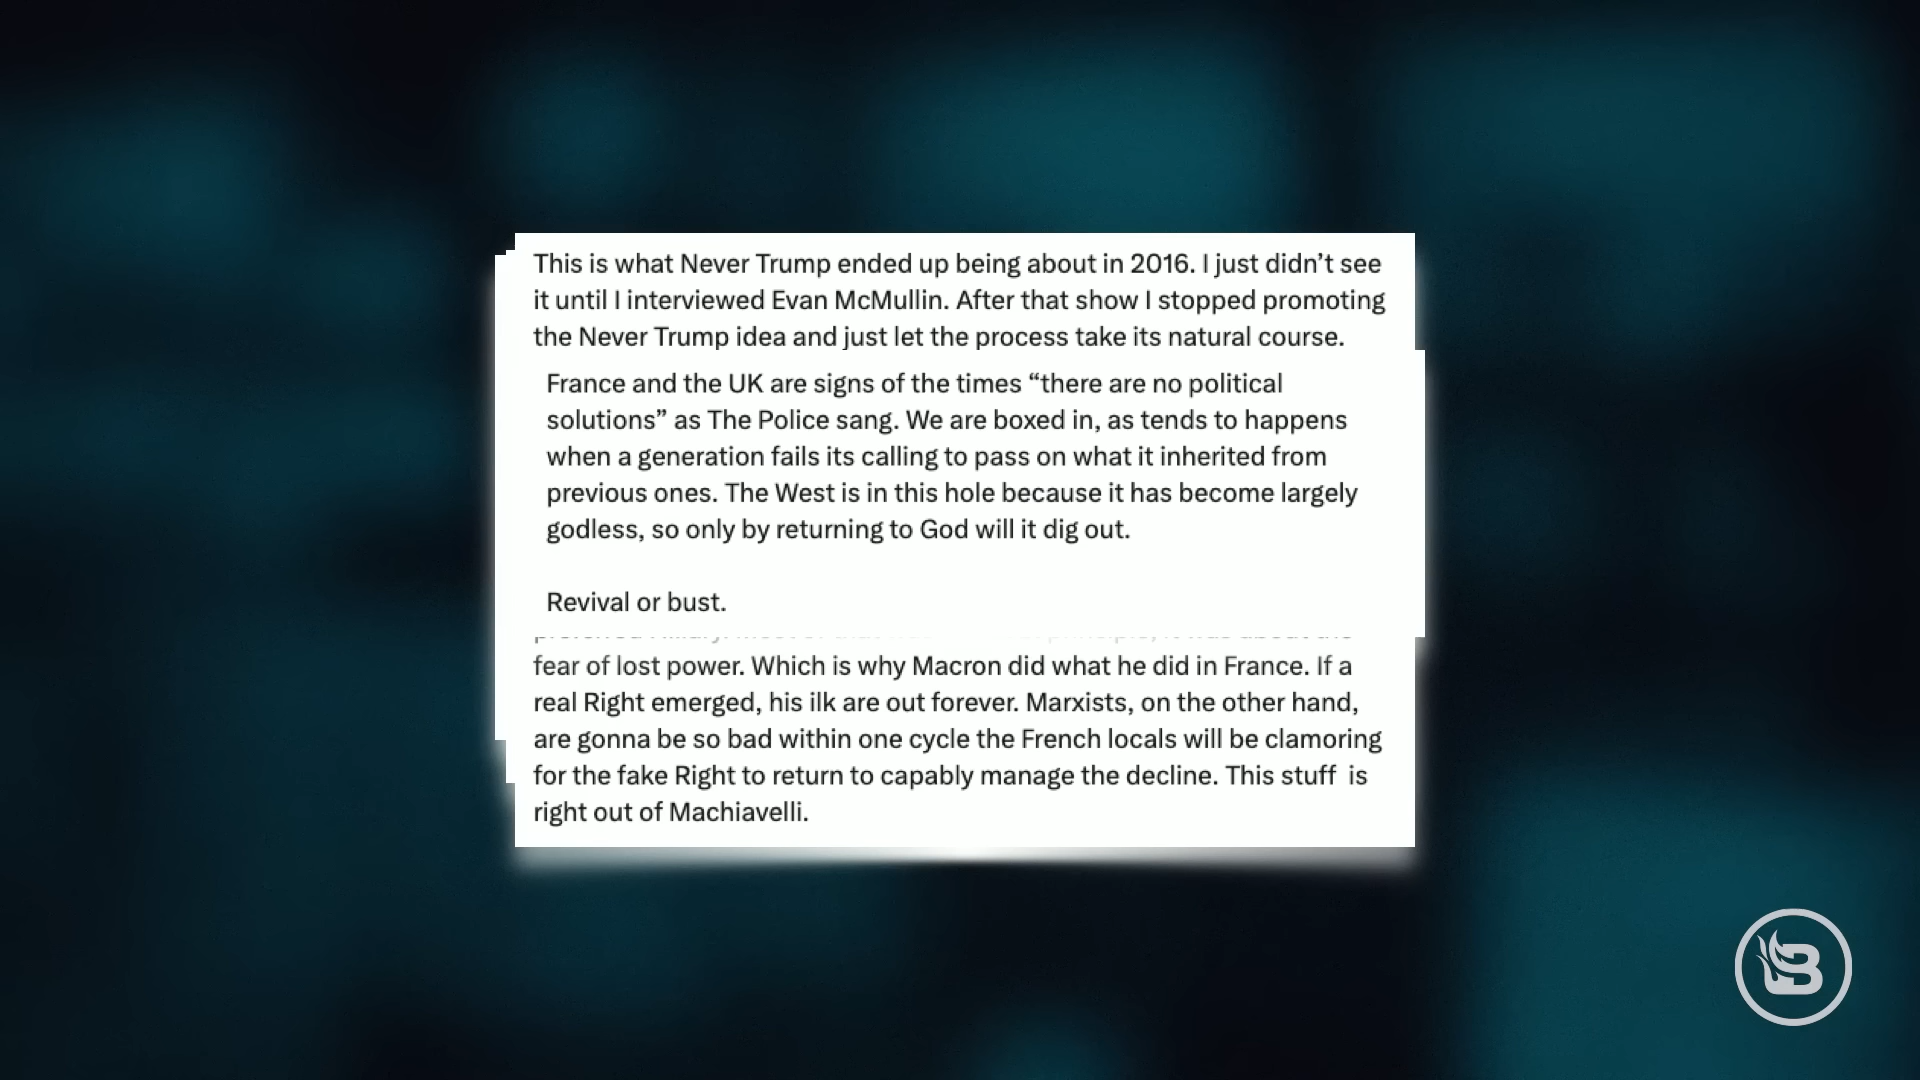 This is what Never Trump ended up being about in 2016. I just didn’t see
it until I interviewed Evan McMullin. After that show I stopped promoting
the Never Trump idea and just let the process take its natural course.
France and the UK are signs of the times “there are no political
solutions” as The Police sang. We are boxed in, as tends to happens
when a generation fails its calling to pass on what it inherited from
previous ones. The West is in this hole because it has become largely
godless, so only by returning to God will it dig out.
Revival or bust.
fear of lost power. Which is why Macron did what he did in France. If a
real Right emerged, his ilk are out forever. Marxists, on the other hand,
are gonna be so bad within one cycle the French locals will be clamoring
for the fake Right to return to capably manage the decline. This stuff  is
right out of Machiavelli.
B